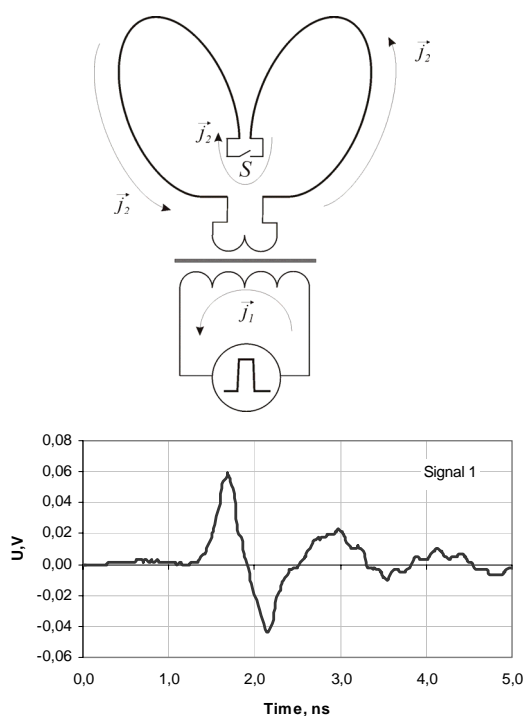 j₂
j₂
S
j₂
j₁
0,08
0,06
0,04
0,02
0,00
-0,02
-0,04
-0,06
U,V
Signal 1
0,0 1,0 2,0 3,0 4,0 5,0
Time, ns